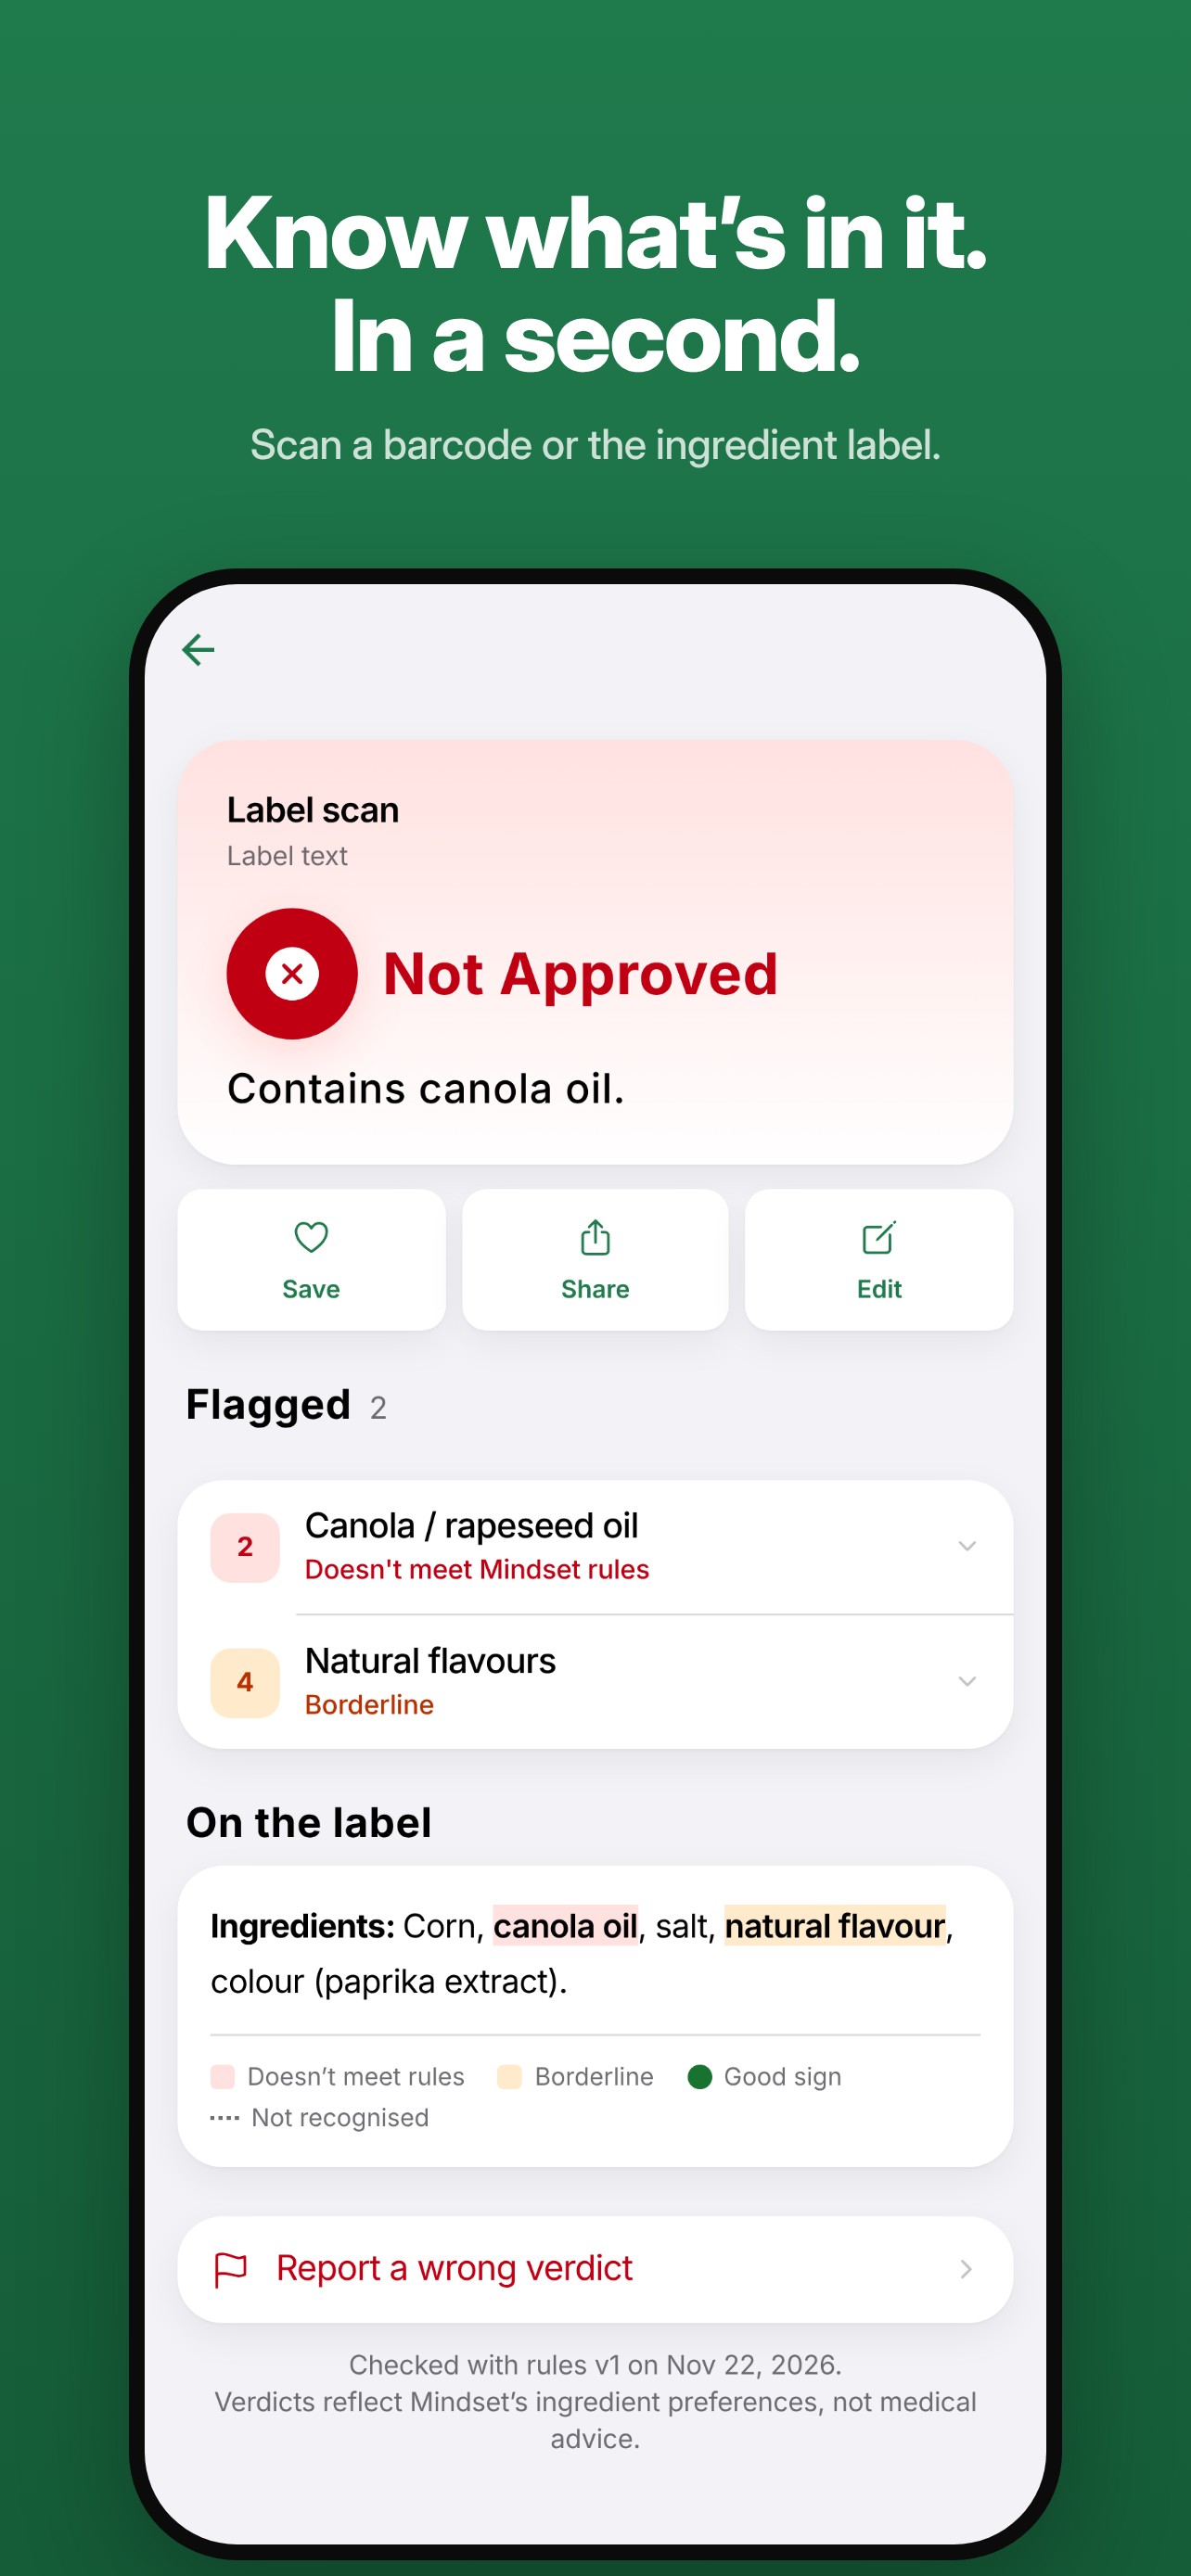 Know what’s in it.
In a second.
Scan a barcode or the ingredient label.
Label scan
Label text
Not Approved
Contains canola oil.
Save
Share
Edit
Flagged 2
2
Canola / rapeseed oil
Doesn't meet Mindset rules
4
Natural flavours
Borderline
On the label
Ingredients: Corn, canola oil, salt, natural flavour,
colour (paprika extract).
Doesn’t meet rules
Borderline
Good sign
Not recognised
Report a wrong verdict
Checked with rules v1 on Nov 22, 2026.
Verdicts reflect Mindset’s ingredient preferences, not medical
advice.